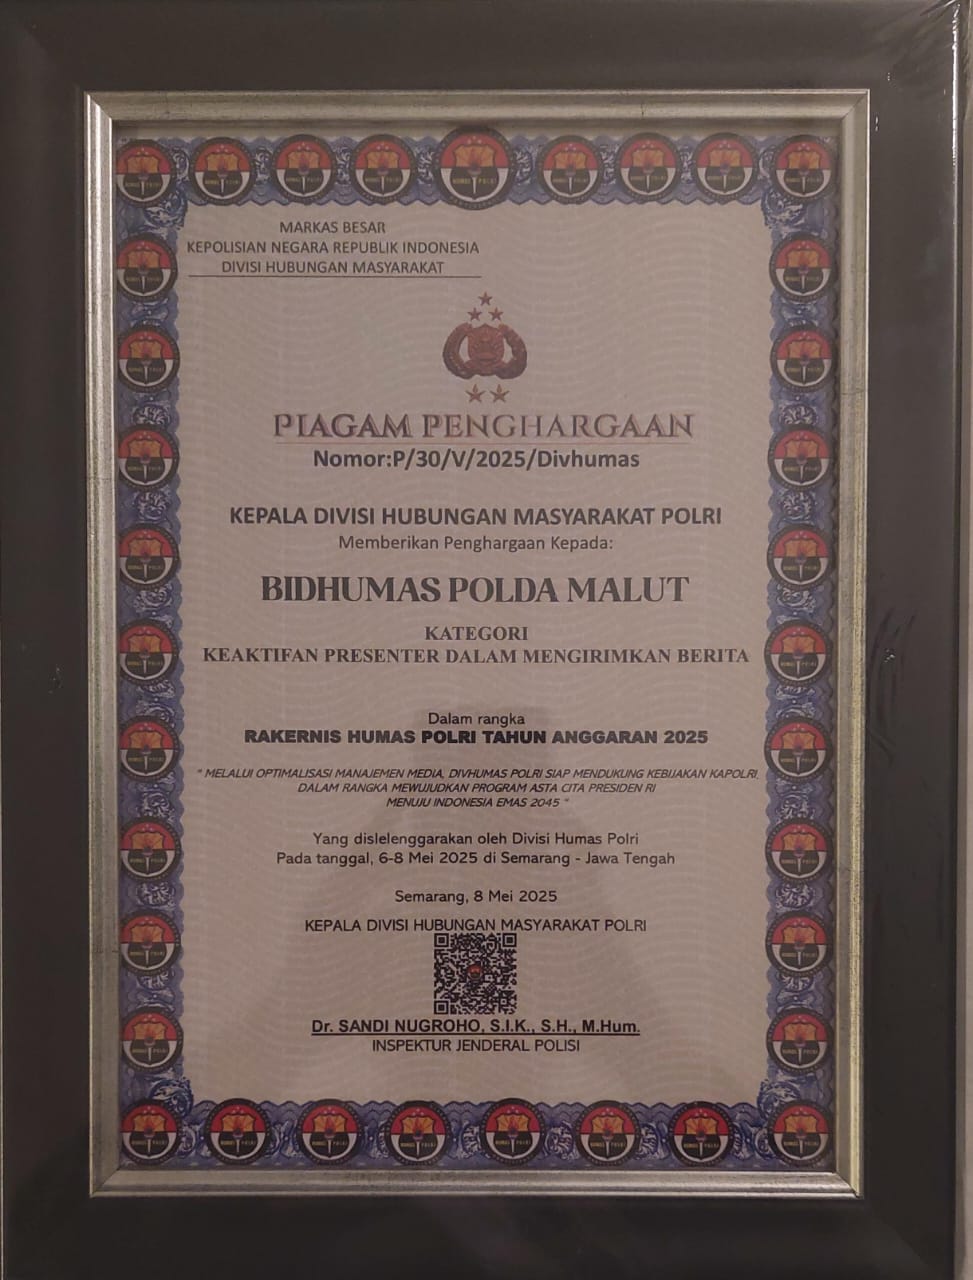 MARKAS BESAR
KEPOLISIAN NEGARA REPUBLIK INDONESIA
DIVISI HUBUNGAN MASYARAKAT
PIAGAM PENGHARGAAN
Nomor:P/30/V/2025/Divhumas
KEPALA DIVISI HUBUNGAN MASYARAKAT POLRI
Memberikan Penghargaan Kepada:
BIDHUMAS POLDA MALUT
KATEGORI
KEAKTIFAN PRESENTER DALAM MENGIRIMKAN BERITA
Dalam rangka
RAKERNIS HUMAS POLRI TAHUN ANGGARAN 2025
" MELALUI OPTIMALISASI MANAJEMEN MEDIA, DIVHUMAS POLRI SIAP MENDUKUNG KEBIJAKAN KAPOLRI,
DALAM RANGKA MEWUJUDKAN PROGRAM ASTA CITA PRESIDEN RI
MENUJU INDONESIA EMAS 2045 "
Yang dislelenggarakan oleh Divisi Humas Polri
Pada tanggal, 6-8 Mei 2025 di Semarang - Jawa Tengah
Semarang, 8 Mei 2025
KEPALA DIVISI HUBUNGAN MASYARAKAT POLRI
Dr. SANDI NUGROHO, S.I.K., S.H., M.Hum.
INSPEKTUR JENDERAL POLISI